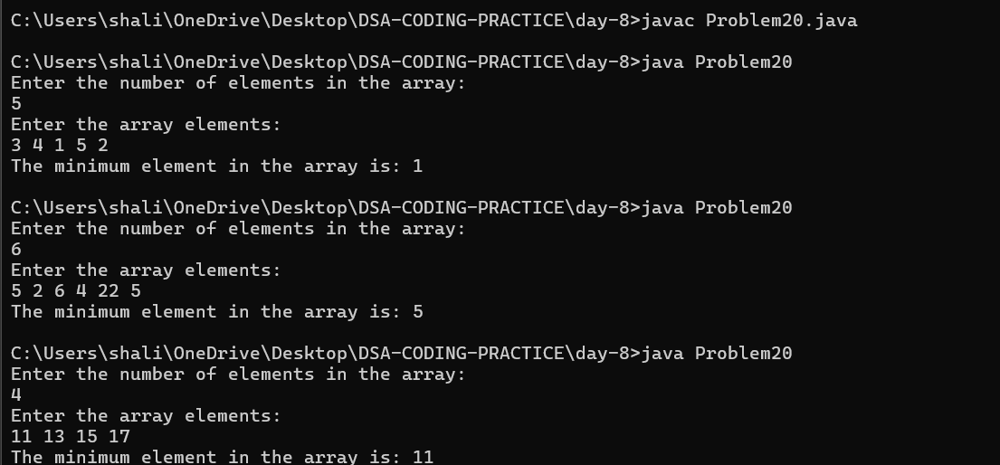 C:\Users\shali\OneDrive\Desktop\DSA-CODING-PRACTICE\day-8>javac Problem20.java
C:\Users\shali\OneDrive\Desktop\DSA-CODING-PRACTICE\day-8>java Problem20
Enter the number of elements in the array:
5
Enter the array elements:
3 4 1 5 2
The minimum element in the array is: 1
C:\Users\shali\OneDrive\Desktop\DSA-CODING-PRACTICE\day-8>java Problem20
Enter the number of elements in the array:
6
Enter the array elements:
5 2 6 4 22 5
The minimum element in the array is: 5
C:\Users\shali\OneDrive\Desktop\DSA-CODING-PRACTICE\day-8>java Problem20
Enter the number of elements in the array:
4
Enter the array elements:
11 13 15 17
The minimum element in the array is: 11